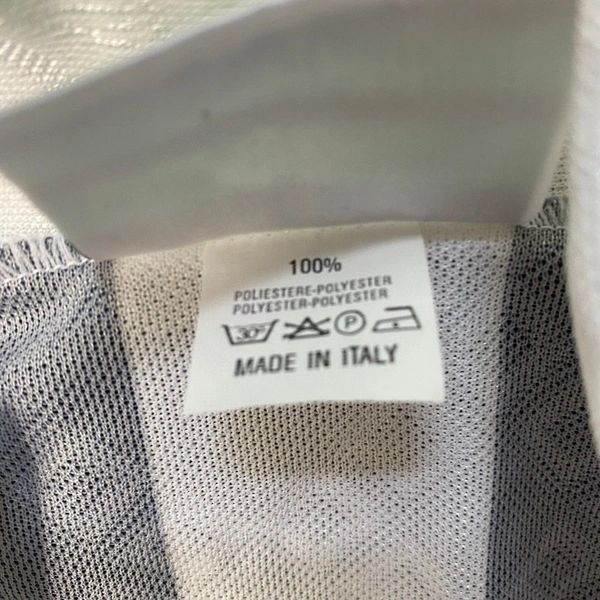 100%
POLIESTERE-POLYESTER
POLYESTER-POLYESTER
30° P
MADE IN ITALY